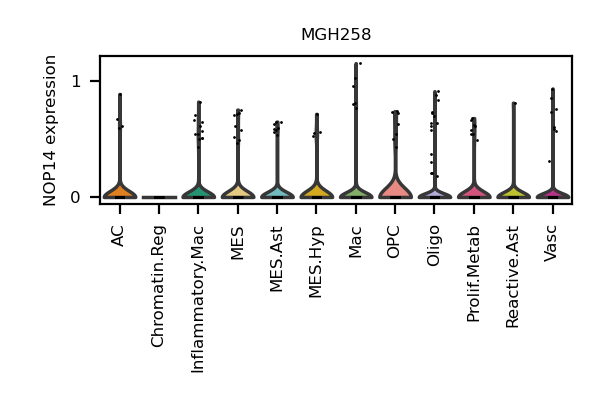 MGH258
NOP14 expression
1
0
AC
Chromatin.Reg
Inflammatory.Mac
MES
MES.Ast
MES.Hyp
Mac
OPC
Oligo
Prolif.Metab
Reactive.Ast
Vasc